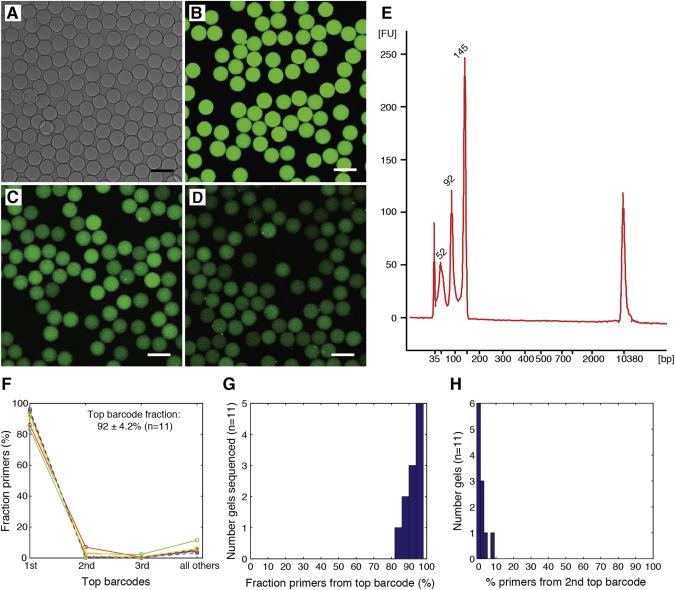 A
B
C
D
E
[FU]
250
200
150
100
50
0
52
92
145
35
100
200
300
400
500
700
2000
10380
[bp]
F
Fraction primers (%)
100
80
60
40
20
0
Top barcode fraction:
92 ± 4.2% (n=11)
1st
2nd
3rd
all others
Top barcodes
G
Number gels sequenced (n=11)
5
4
3
2
1
0
0 10 20 30 40 50 60 70 80 90 100
Fraction primers from top barcode (%)
H
Number gels (n=11)
6
5
4
3
2
1
0
0 10 20 30 40 50 60 70 80 90 100
% primers from 2nd top barcode